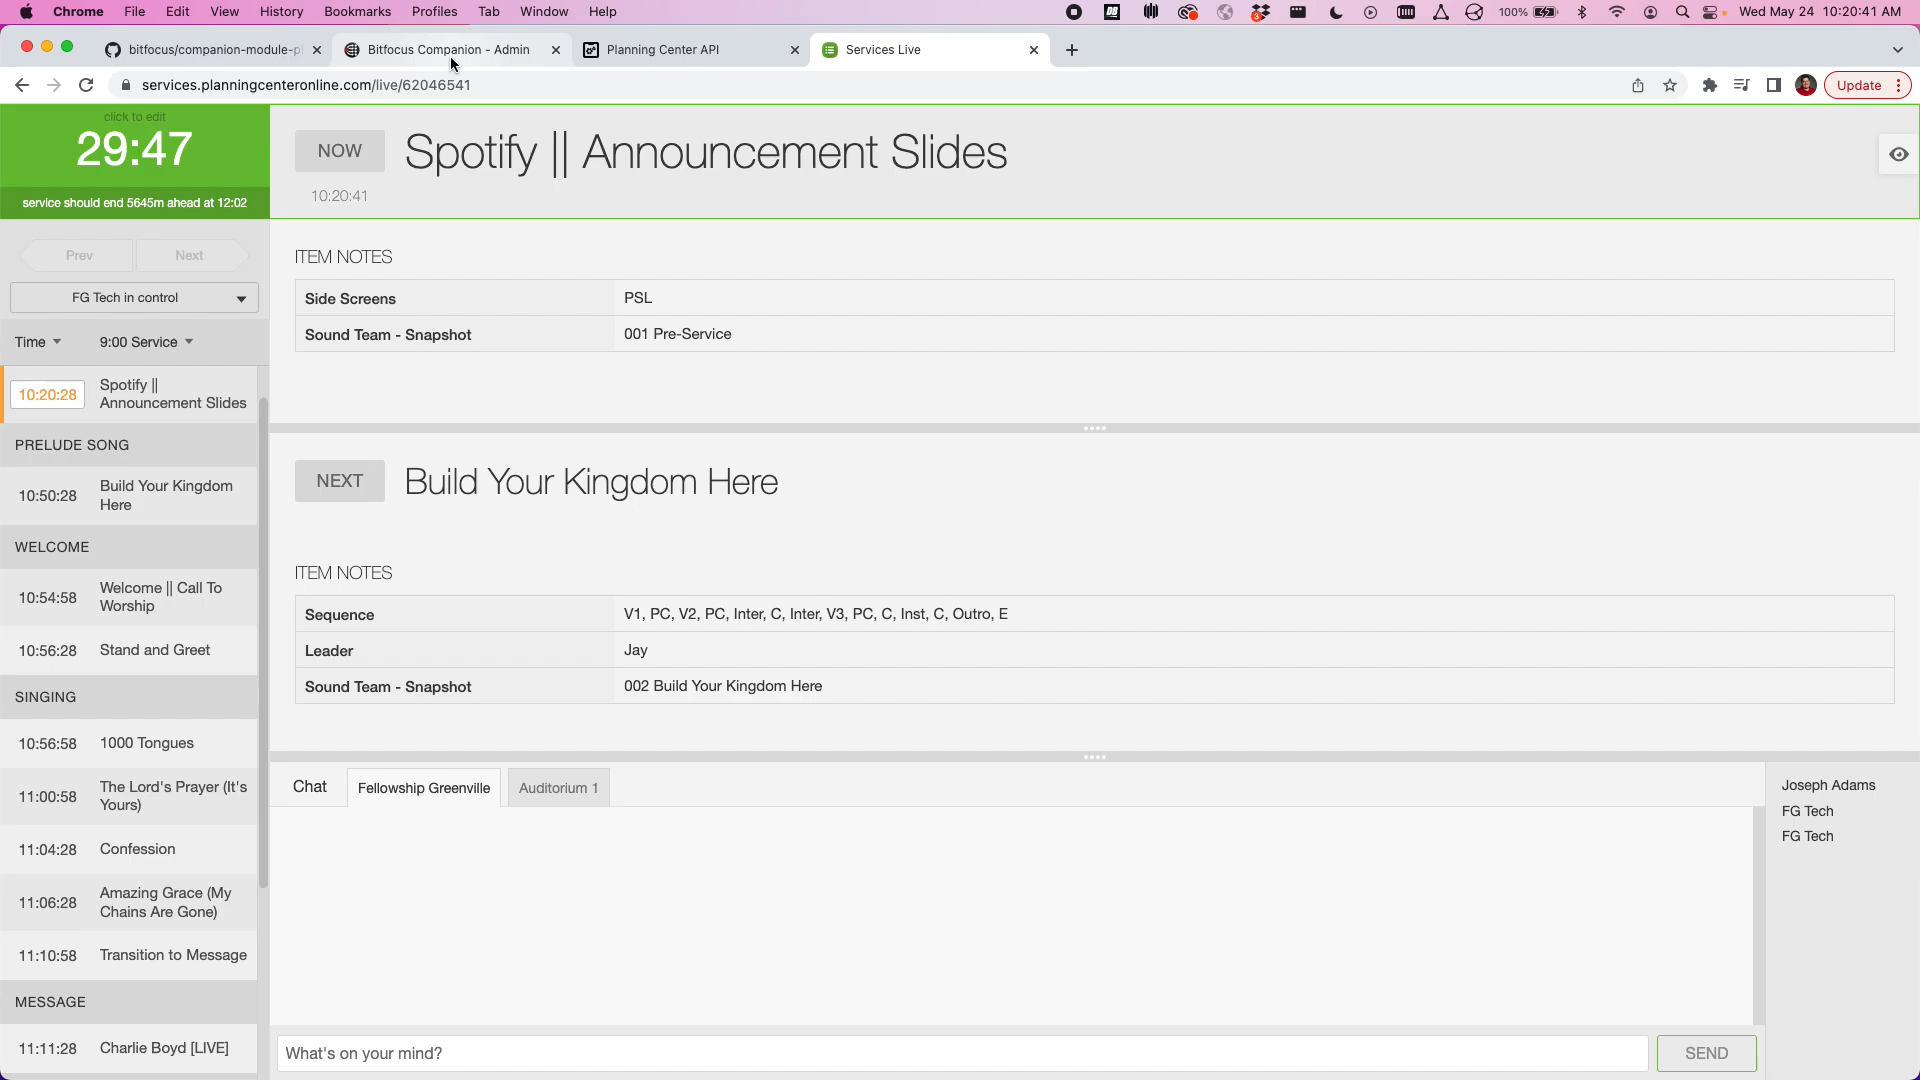 Chrome File Edit View History Bookmarks Profiles Tab Window Help
3
100%
Wed May 24 10:20:41 AM
bitfocus/companion-module-pl
Bitfocus Companion - Admin
Planning Center API
Services Live
services.planningcenteronline.com/live/62046541
Update
click to edit
29:47
service should end 5645m ahead at 12:02
Prev
Next
FG Tech in control
Time
9:00 Service
10:20:28
Spotify ||
Announcement Slides
PRELUDE SONG
10:50:28
Build Your Kingdom
Here
WELCOME
10:54:58
Welcome || Call To
Worship
10:56:28
Stand and Greet
SINGING
10:56:58
1000 Tongues
11:00:58
The Lord's Prayer (It's
Yours)
11:04:28
Confession
11:06:28
Amazing Grace (My
Chains Are Gone)
11:10:58
Transition to Message
MESSAGE
11:11:28
Charlie Boyd [LIVE]
NOW
Spotify || Announcement Slides
10:20:41
ITEM NOTES
Side Screens
PSL
Sound Team - Snapshot
001 Pre-Service
NEXT
Build Your Kingdom Here
ITEM NOTES
Sequence
V1, PC, V2, PC, Inter, C, Inter, V3, PC, C, Inst, C, Outro, E
Leader
Jay
Sound Team - Snapshot
002 Build Your Kingdom Here
Chat
Fellowship Greenville
Auditorium 1
Joseph Adams
FG Tech
FG Tech
What's on your mind?
SEND